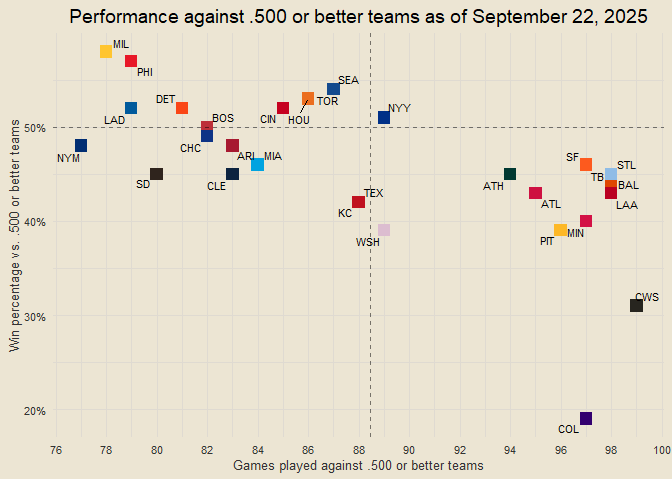 Performance against .500 or better teams as of September 22, 2025
MIL
PHI
SEA
DET
TOR
LAD
BOS
CIN
HOU
NYY
50%
CHC
NYM
ARI
MIA
SF
STL
SD
CLE
ATH
TB
BAL
TEX
KC
ATL
LAA
40%
WSH
PIT
MIN
CWS
30%
20%
COL
Win percentage vs. .500 or better teams
76 78 80 82 84 86 88 90 92 94 96 98 100
Games played against .500 or better teams